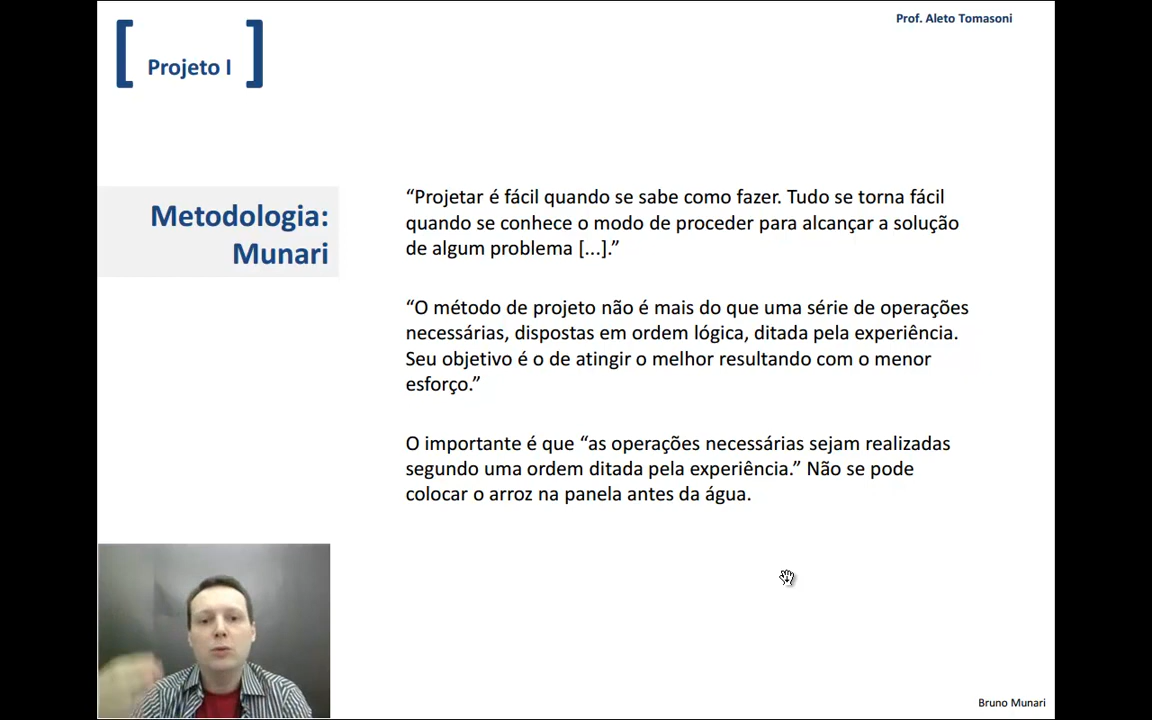 Prof. Aleto Tomasoni
[ Projeto I ]
Metodologia:
Munari
“Projetar é fácil quando se sabe como fazer. Tudo se torna fácil
quando se conhece o modo de proceder para alcançar a solução
de algum problema [...].”
“O método de projeto não é mais do que uma série de operações
necessárias, dispostas em ordem lógica, ditada pela experiência.
Seu objetivo é o de atingir o melhor resultando com o menor
esforço.”
O importante é que “as operações necessárias sejam realizadas
segundo uma ordem ditada pela experiência.” Não se pode
colocar o arroz na panela antes da água.
Bruno Munari